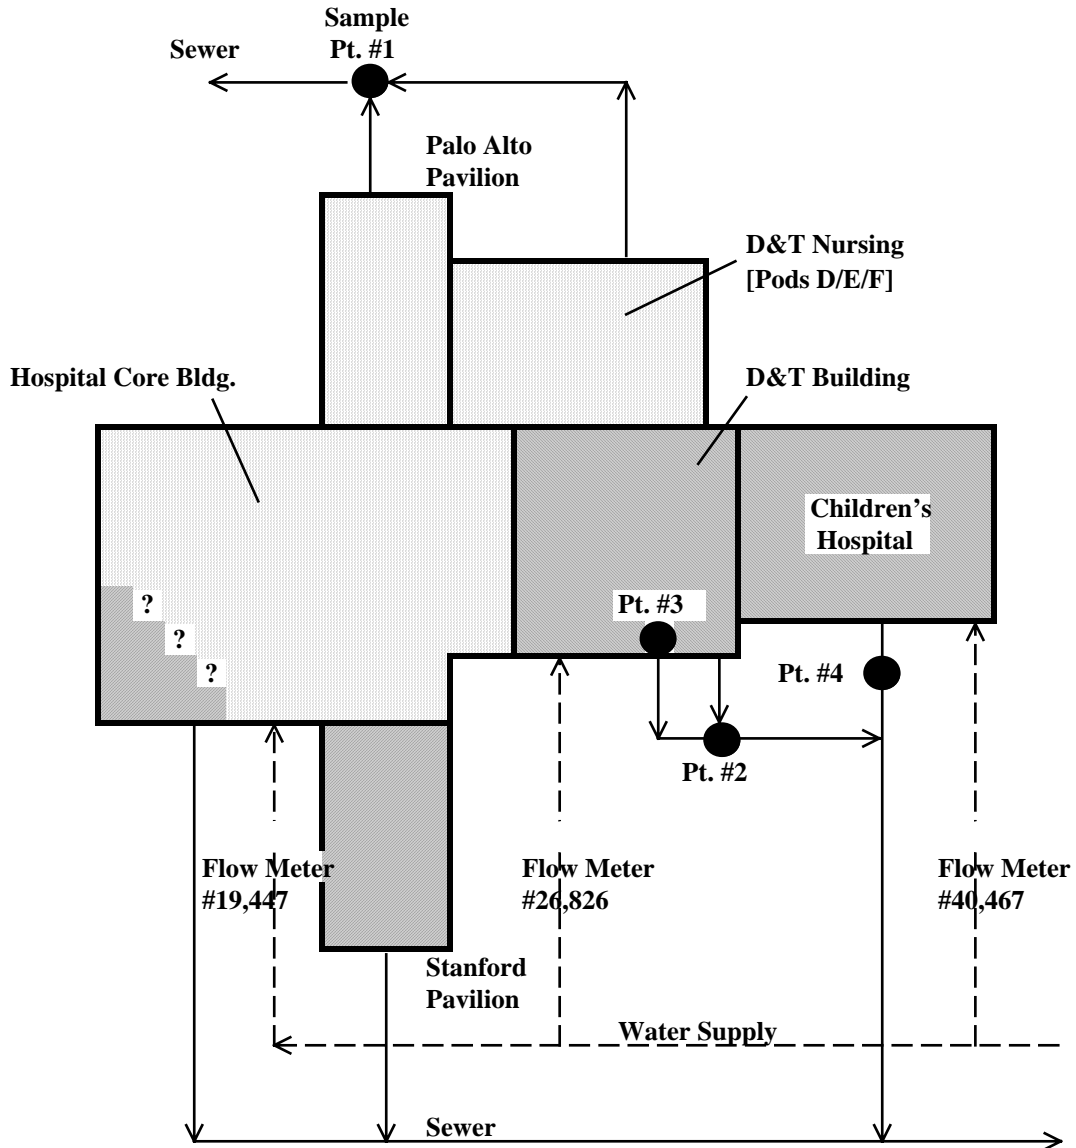 Sample
Pt. #1
Sewer
Palo Alto
Pavilion
D&T Nursing
[Pods D/E/F]
Hospital Core Bldg.
D&T Building
Children's
Hospital
?
?
?
Pt. #3
Pt. #4
Pt. #2
Flow Meter
#19,447
Flow Meter
#26,826
Flow Meter
#40,467
Stanford
Pavilion
Water Supply
Sewer